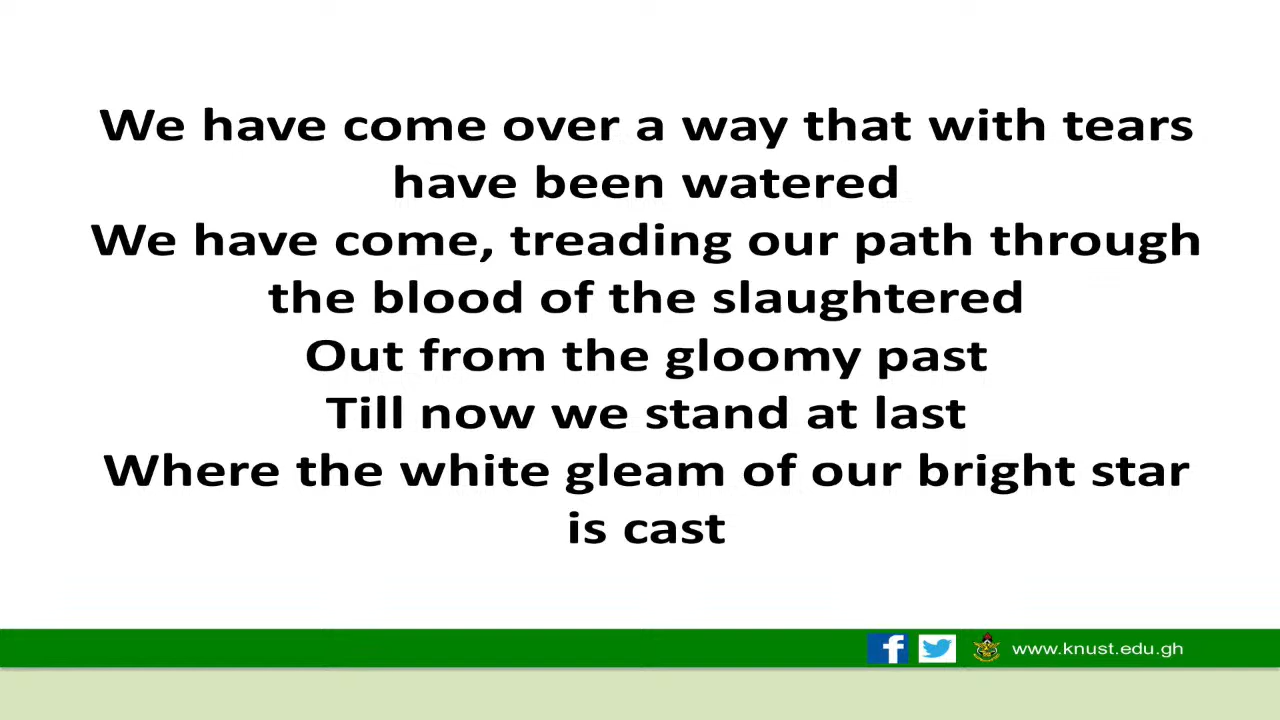 We have come over a way that with tears
have been watered
We have come, treading our path through
the blood of the slaughtered
Out from the gloomy past
Till now we stand at last
Where the white gleam of our bright star
is cast
www.knust.edu.gh